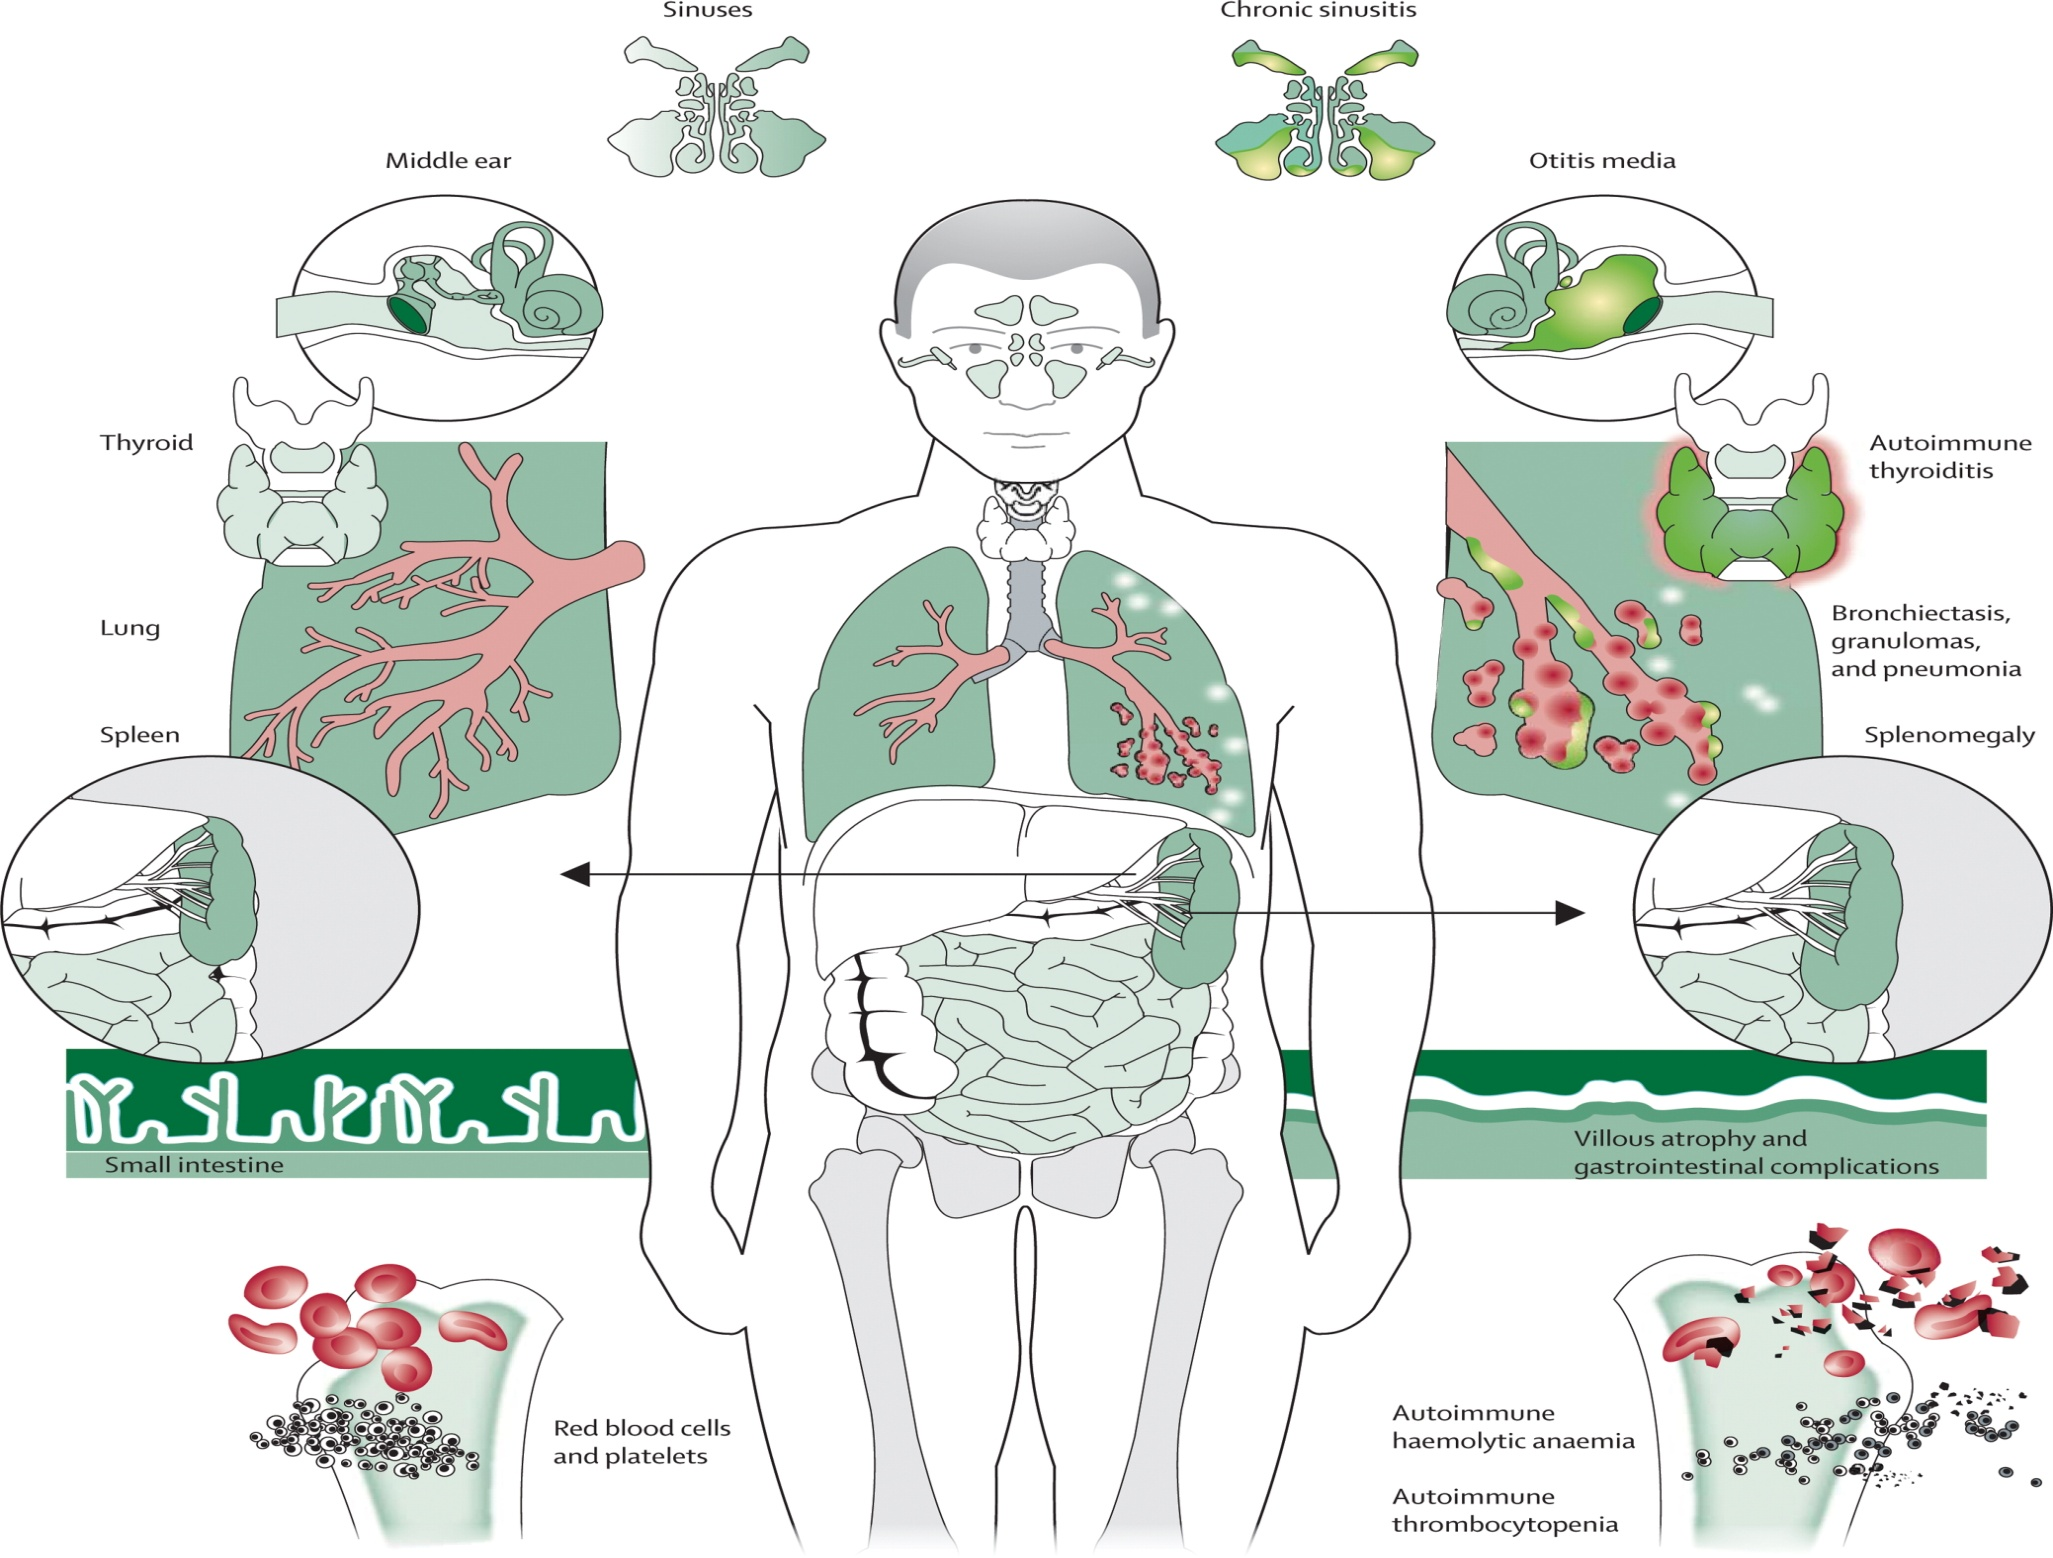 Sinuses
Chronic sinusitis
Middle ear
Otitis media
Thyroid
Autoimmune
thyroiditis
Lung
Bronchiectasis,
granulomas,
and pneumonia
Spleen
Splenomegaly
Small intestine
Villous atrophy and
gastrointestinal complications
Red blood cells
and platelets
Autoimmune
haemolytic anaemia
Autoimmune
thrombocytopenia